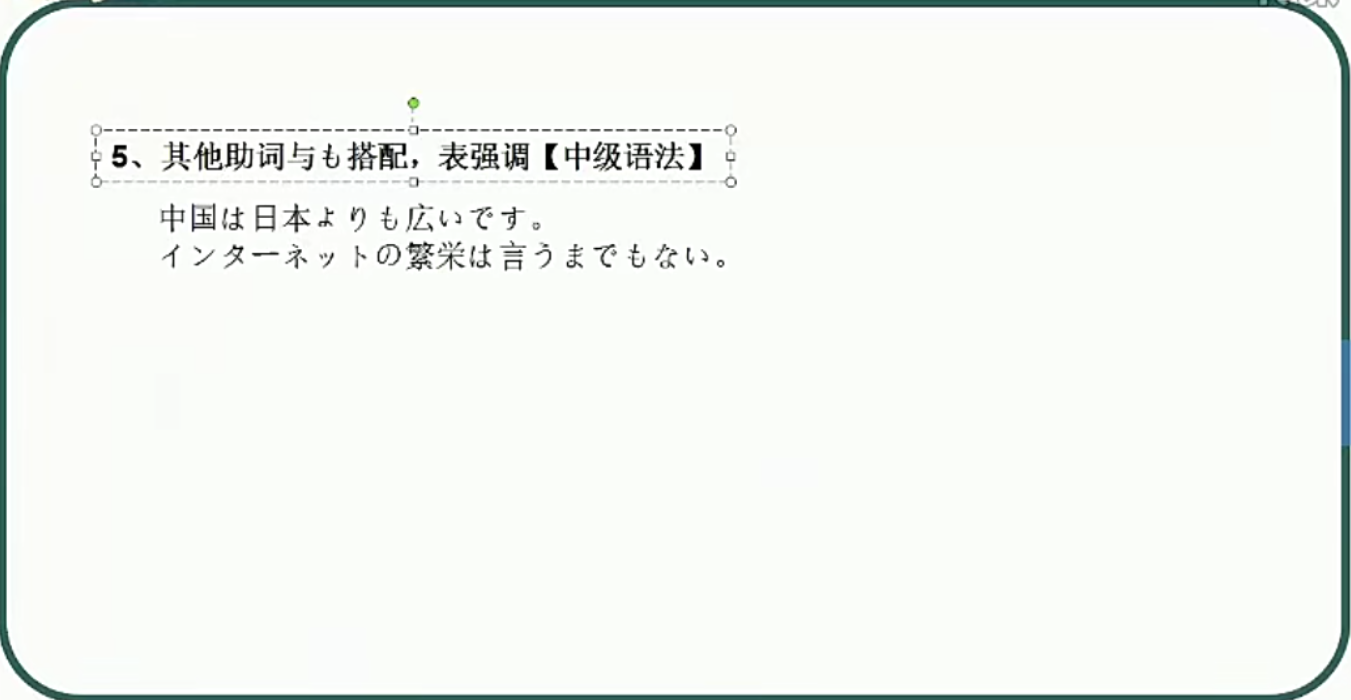 5、其他助词与も搭配，表强调【中级语法】
中国は日本よりも広いです。
インターネットの繁栄は言うまでもない。